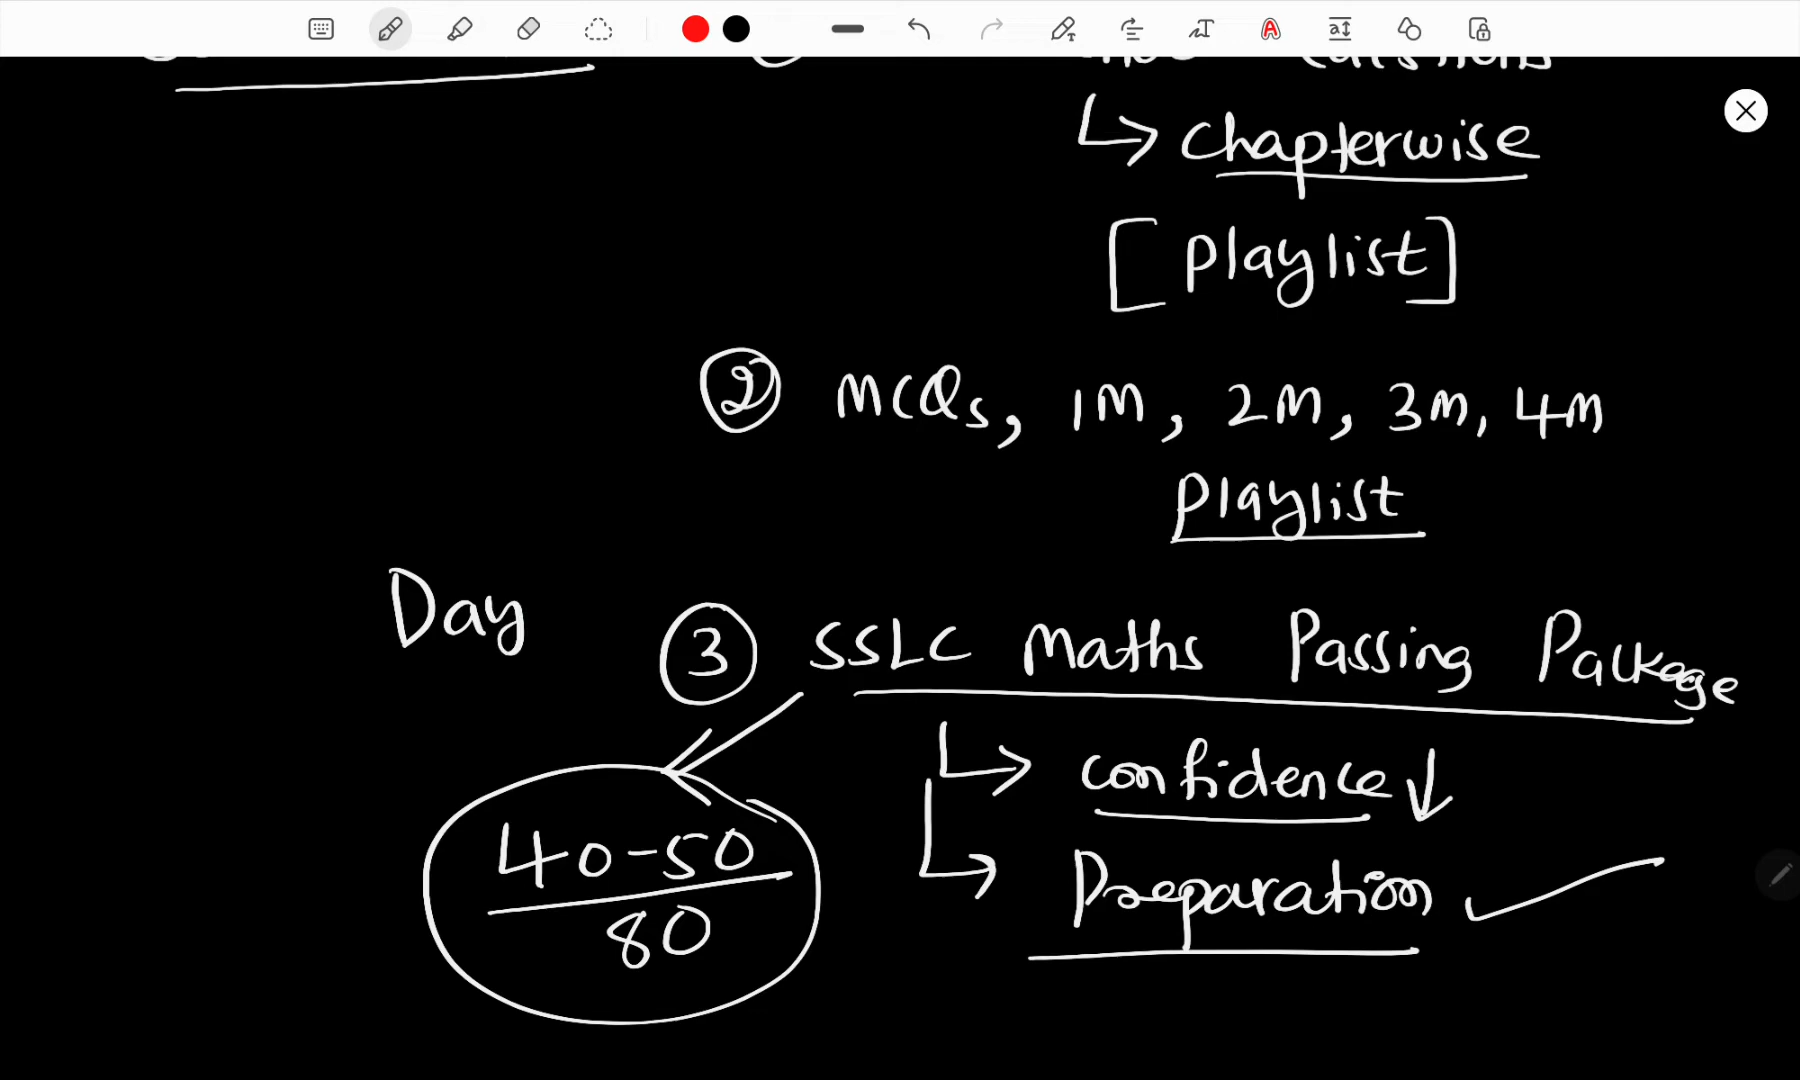 ↳ Chapterwise
[Playlist]
② MCQs, 1M, 2M, 3M, 4M
Playlist
Day
③ SSLC Maths Passing Package
↳ confidence ↓
↳ Preparation ✓
40-50
80